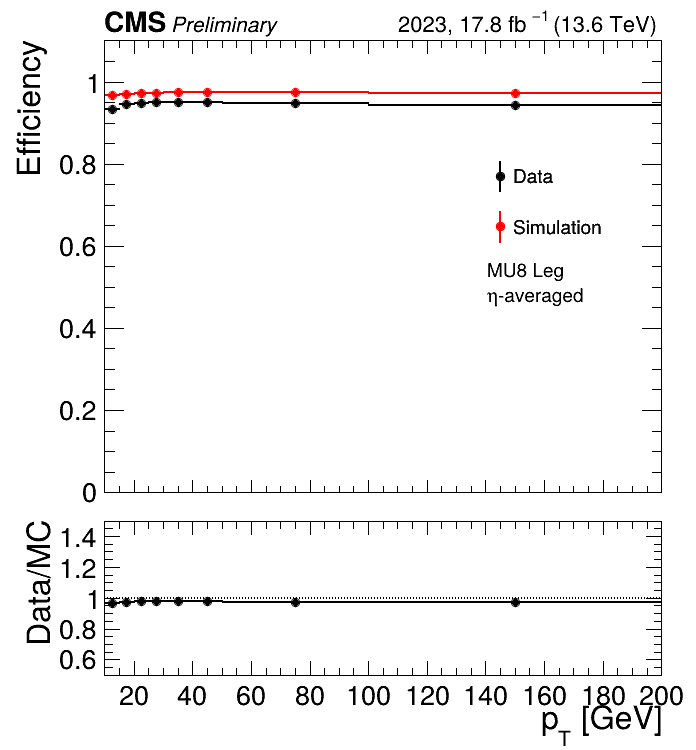 CMS Preliminary 2023, 17.8 fb⁻¹ (13.6 TeV)
Efficiency
1
0.8
0.6
0.4
0.2
0
Data
Simulation
MU8 Leg
η-averaged
Data/MC
1.4
1.2
1
0.8
0.6
20 40 60 80 100 120 140 160 180 200
p_T [GeV]